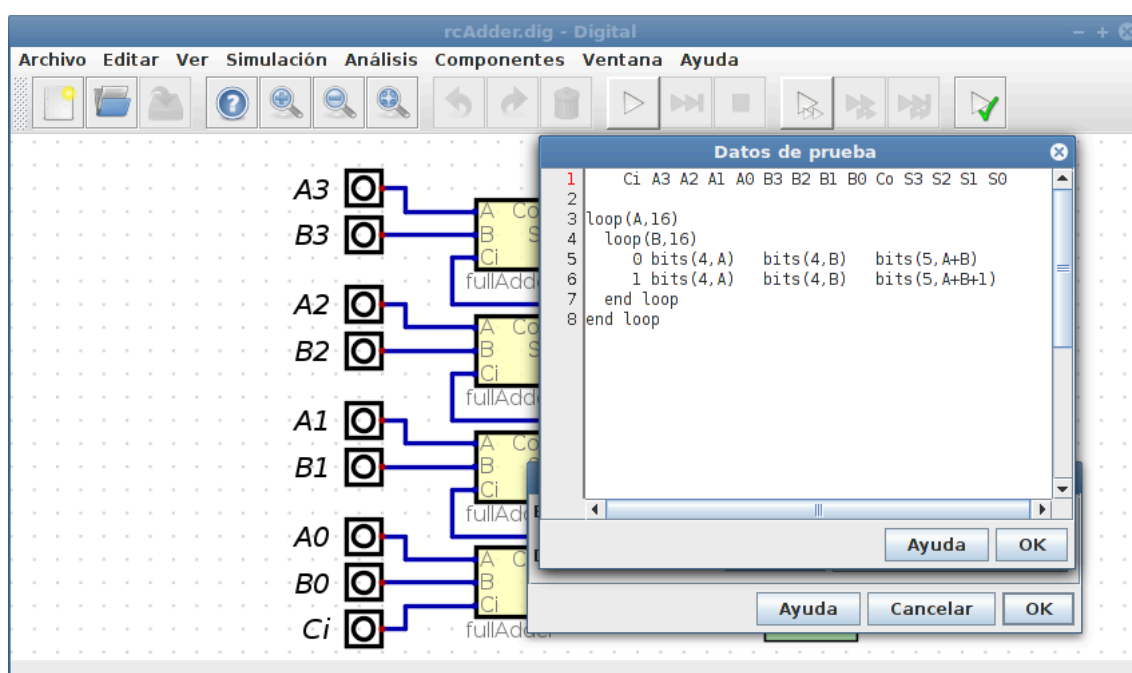 rcAdder.dig - Digital
Archivo Editar Ver Simulación Análisis Componentes Ventana Ayuda
Datos de prueba
1 Ci A3 A2 A1 A0 B3 B2 B1 B0 Co S3 S2 S1 S0
2
3 loop(A,16)
4 loop(B,16)
5 0 bits(4,A) bits(4,B) bits(5,A+B)
6 1 bits(4,A) bits(4,B) bits(5,A+B+1)
7 end loop
8 end loop
Ayuda OK
Ayuda Cancelar OK
A3
B3
A Co
B S
Ci
A2
B2
A Co
B S
Ci
A1
B1
A Co
B
Ci
A0
B0
Ci
A C
B
Ci
fullAdder